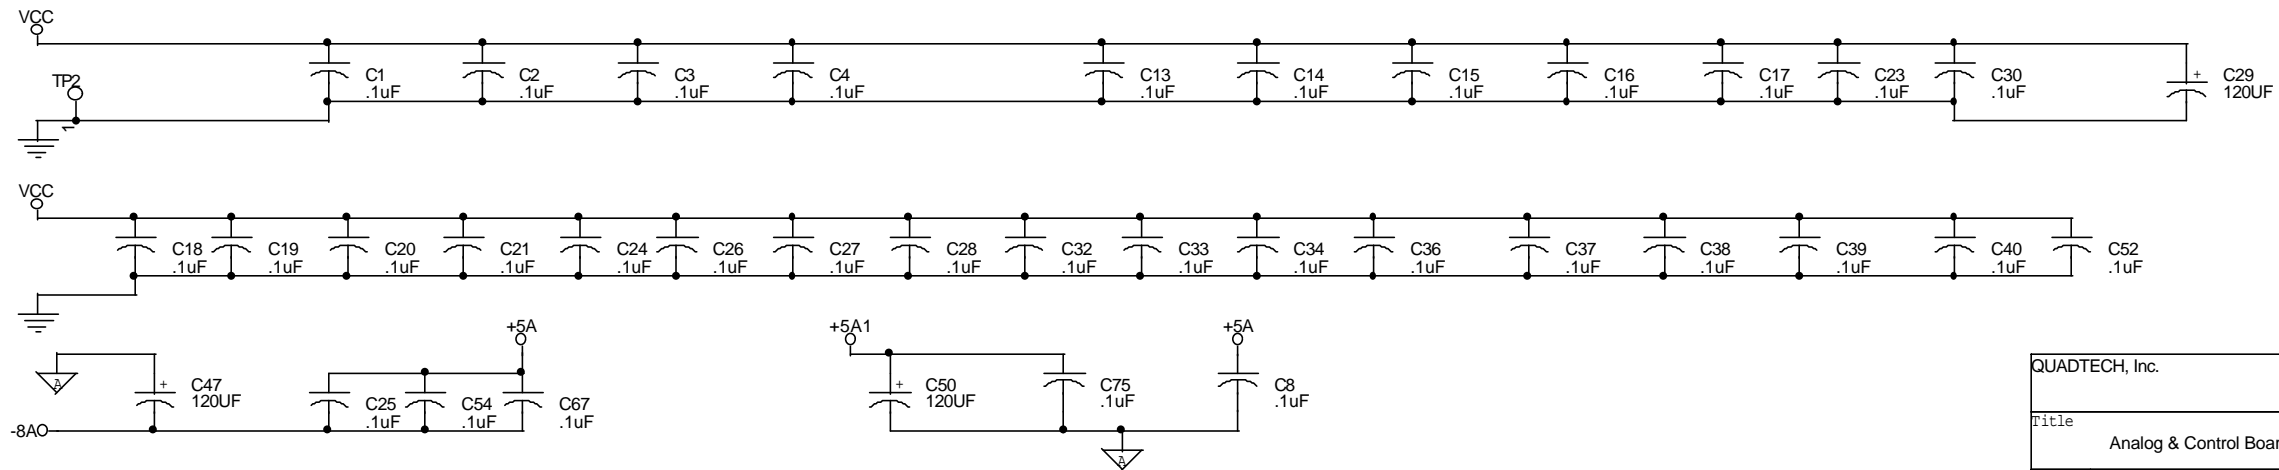 VCC
TP2
1
C1
.1uF
C2
.1uF
C3
.1uF
C4
.1uF
C13
.1uF
C14
.1uF
C15
.1uF
C16
.1uF
C17
.1uF
C23
.1uF
C30
.1uF
+
C29
120UF
VCC
C18
.1uF
C19
.1uF
C20
.1uF
C21
.1uF
C24
.1uF
C26
.1uF
C27
.1uF
C28
.1uF
C32
.1uF
C33
.1uF
C34
.1uF
C36
.1uF
C37
.1uF
C38
.1uF
C39
.1uF
C40
.1uF
C52
.1uF
A
+
C47
120UF
-8A
C25
.1uF
C54
.1uF
+5A
C67
.1uF
+5A1
+
C50
120UF
C75
.1uF
+5A
C8
.1uF
A
QUADTECH, Inc.
Title
Analog & Control Boar